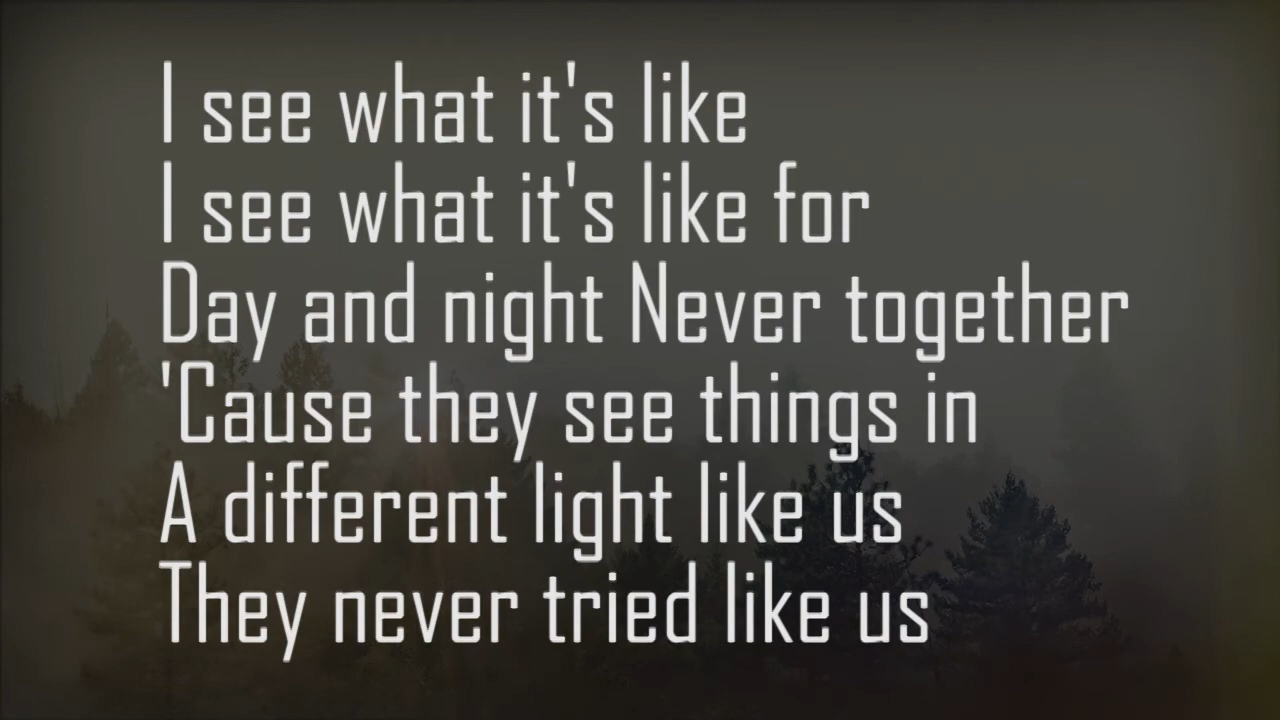 I see what it's like
I see what it's like for
Day and night Never together
'Cause they see things in
A different light like us
They never tried like us